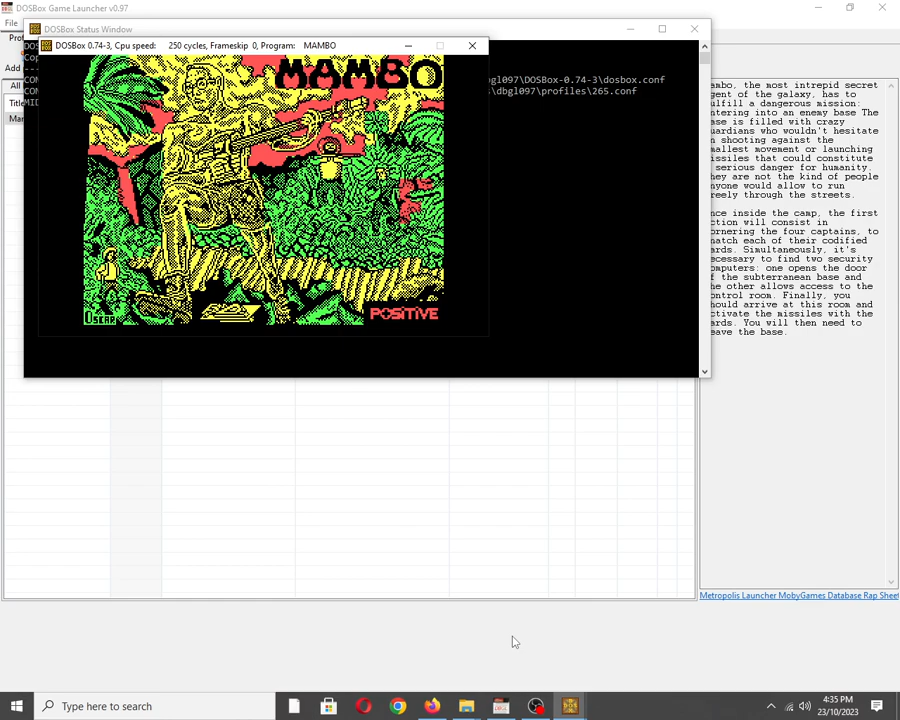 DOSBox Game Launcher v0.97
File
DOSBox Status Window
DOSBox 0.74-3, Cpu speed: 250 cycles, Frameskip 0, Program: MAMBO
Add
All
MAMBO
POSITIVE
bgl097\DOSBox-0.74-3\dosbox.conf
\dbgl097\profiles\265.conf
ambo, the most intrepid secret
gent of the galaxy, has to
ulfill a dangerous mission:
ntering into an enemy base The
ase is filled with crazy
uardians who wouldn't hesitate
n shooting against the
mallest movement or launching
issiles that could constitute
serious danger for humanity.
hey are not the kind of people
nyone would allow to run
reely through the streets.
nce inside the camp, the first
ction will consist in
ornering the four captains, to
natch each of their codified
ards. Simultaneously, it's
ecessary to find two security
omputers: one opens the door
f the subterranean base and
he other allows access to the
ontrol room. Finally, you
hould arrive at this room and
ctivate the missiles with the
ards. You will then need to
eave the base.
Metropolis Launcher MobyGames Database Rap Shee
Type here to search
4:35 PM
23/10/2023